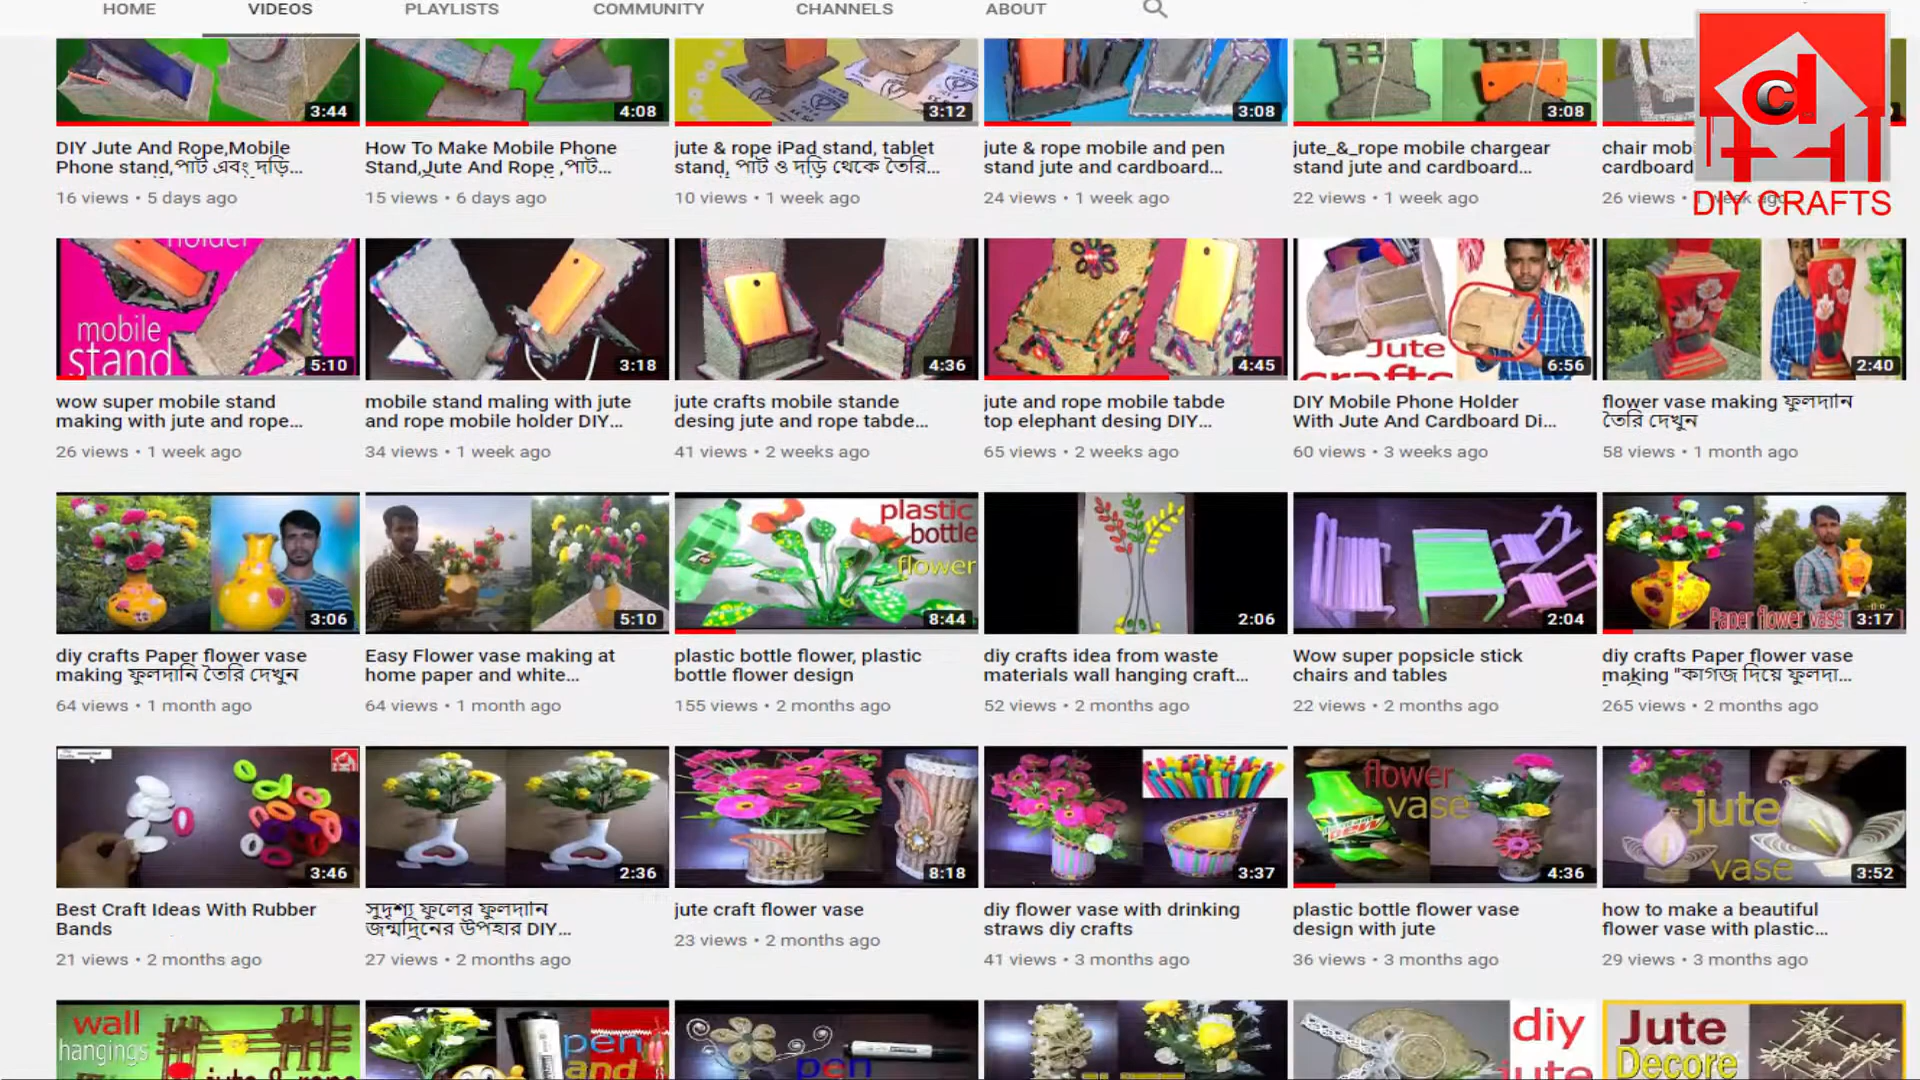 HOME VIDEOS PLAYLISTS COMMUNITY CHANNELS ABOUT
3:44 4:08 3:12 3:08 3:08
DIY Jute And Rope,Mobile
Phone stand,পাট এবং দড়ি...
16 views • 5 days ago
How To Make Mobile Phone
Stand,Jute And Rope ,পাট...
15 views • 6 days ago
jute & rope iPad stand, tablet
stand, পাট ও দড়ি থেকে তৈরি...
10 views • 1 week ago
jute & rope mobile and pen
stand jute and cardboard...
24 views • 1 week ago
jute_&_rope mobile chargear
stand jute and cardboard...
22 views • 1 week ago
chair mob
cardboard
26 views • 1 week ago
dc
DIY CRAFTS
holder
mobile
stand
5:10
wow super mobile stand
making with jute and rope...
26 views • 1 week ago
3:18
mobile stand maling with jute
and rope mobile holder DIY...
34 views • 1 week ago
4:36
jute crafts mobile stande
desing jute and rope tabde...
41 views • 2 weeks ago
4:45
jute and rope mobile tabde
top elephant desing DIY...
65 views • 2 weeks ago
Jute
crafts
6:56
DIY Mobile Phone Holder
With Jute And Cardboard Di...
60 views • 3 weeks ago
2:40
flower vase making ফুলদানি
তৈরি দেখুন
58 views • 1 month ago
3:06
diy crafts Paper flower vase
making ফুলদানি তৈরি দেখুন
64 views • 1 month ago
5:10
Easy Flower vase making at
home paper and white...
64 views • 1 month ago
plastic
bottle
flower
8:44
plastic bottle flower, plastic
bottle flower design
155 views • 2 months ago
2:06
diy crafts idea from waste
materials wall hanging craft...
52 views • 2 months ago
2:04
Wow super popsicle stick
chairs and tables
22 views • 2 months ago
Paper flower vase
3:17
diy crafts Paper flower vase
making "কাগজ দিয়ে ফুলদা...
265 views • 2 months ago
3:46
Best Craft Ideas With Rubber
Bands
21 views • 2 months ago
2:36
সুদৃশ্য ফুলের ফুলদানি
জন্মদিনের উপহার DIY...
27 views • 2 months ago
8:18
jute craft flower vase
23 views • 2 months ago
3:37
diy flower vase with drinking
straws diy crafts
41 views • 3 months ago
flower
vase
4:36
plastic bottle flower vase
design with jute
36 views • 3 months ago
jute
vase
3:52
how to make a beautiful
flower vase with plastic...
29 views • 3 months ago
wall
hangings
jute & rope
pen
and
pen
diy
jute
Jute
Decore